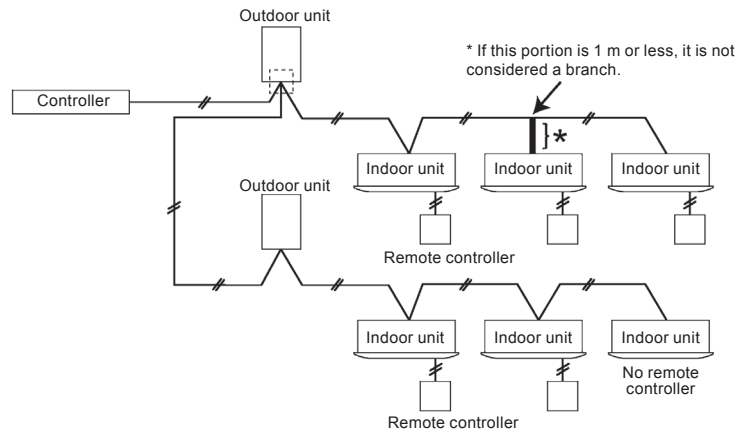 Outdoor unit
* If this portion is 1 m or less, it is not
considered a branch.
Controller
*
Indoor unit
Indoor unit
Indoor unit
Outdoor unit
Remote controller
Indoor unit
Indoor unit
Indoor unit
No remote
controller
Remote controller